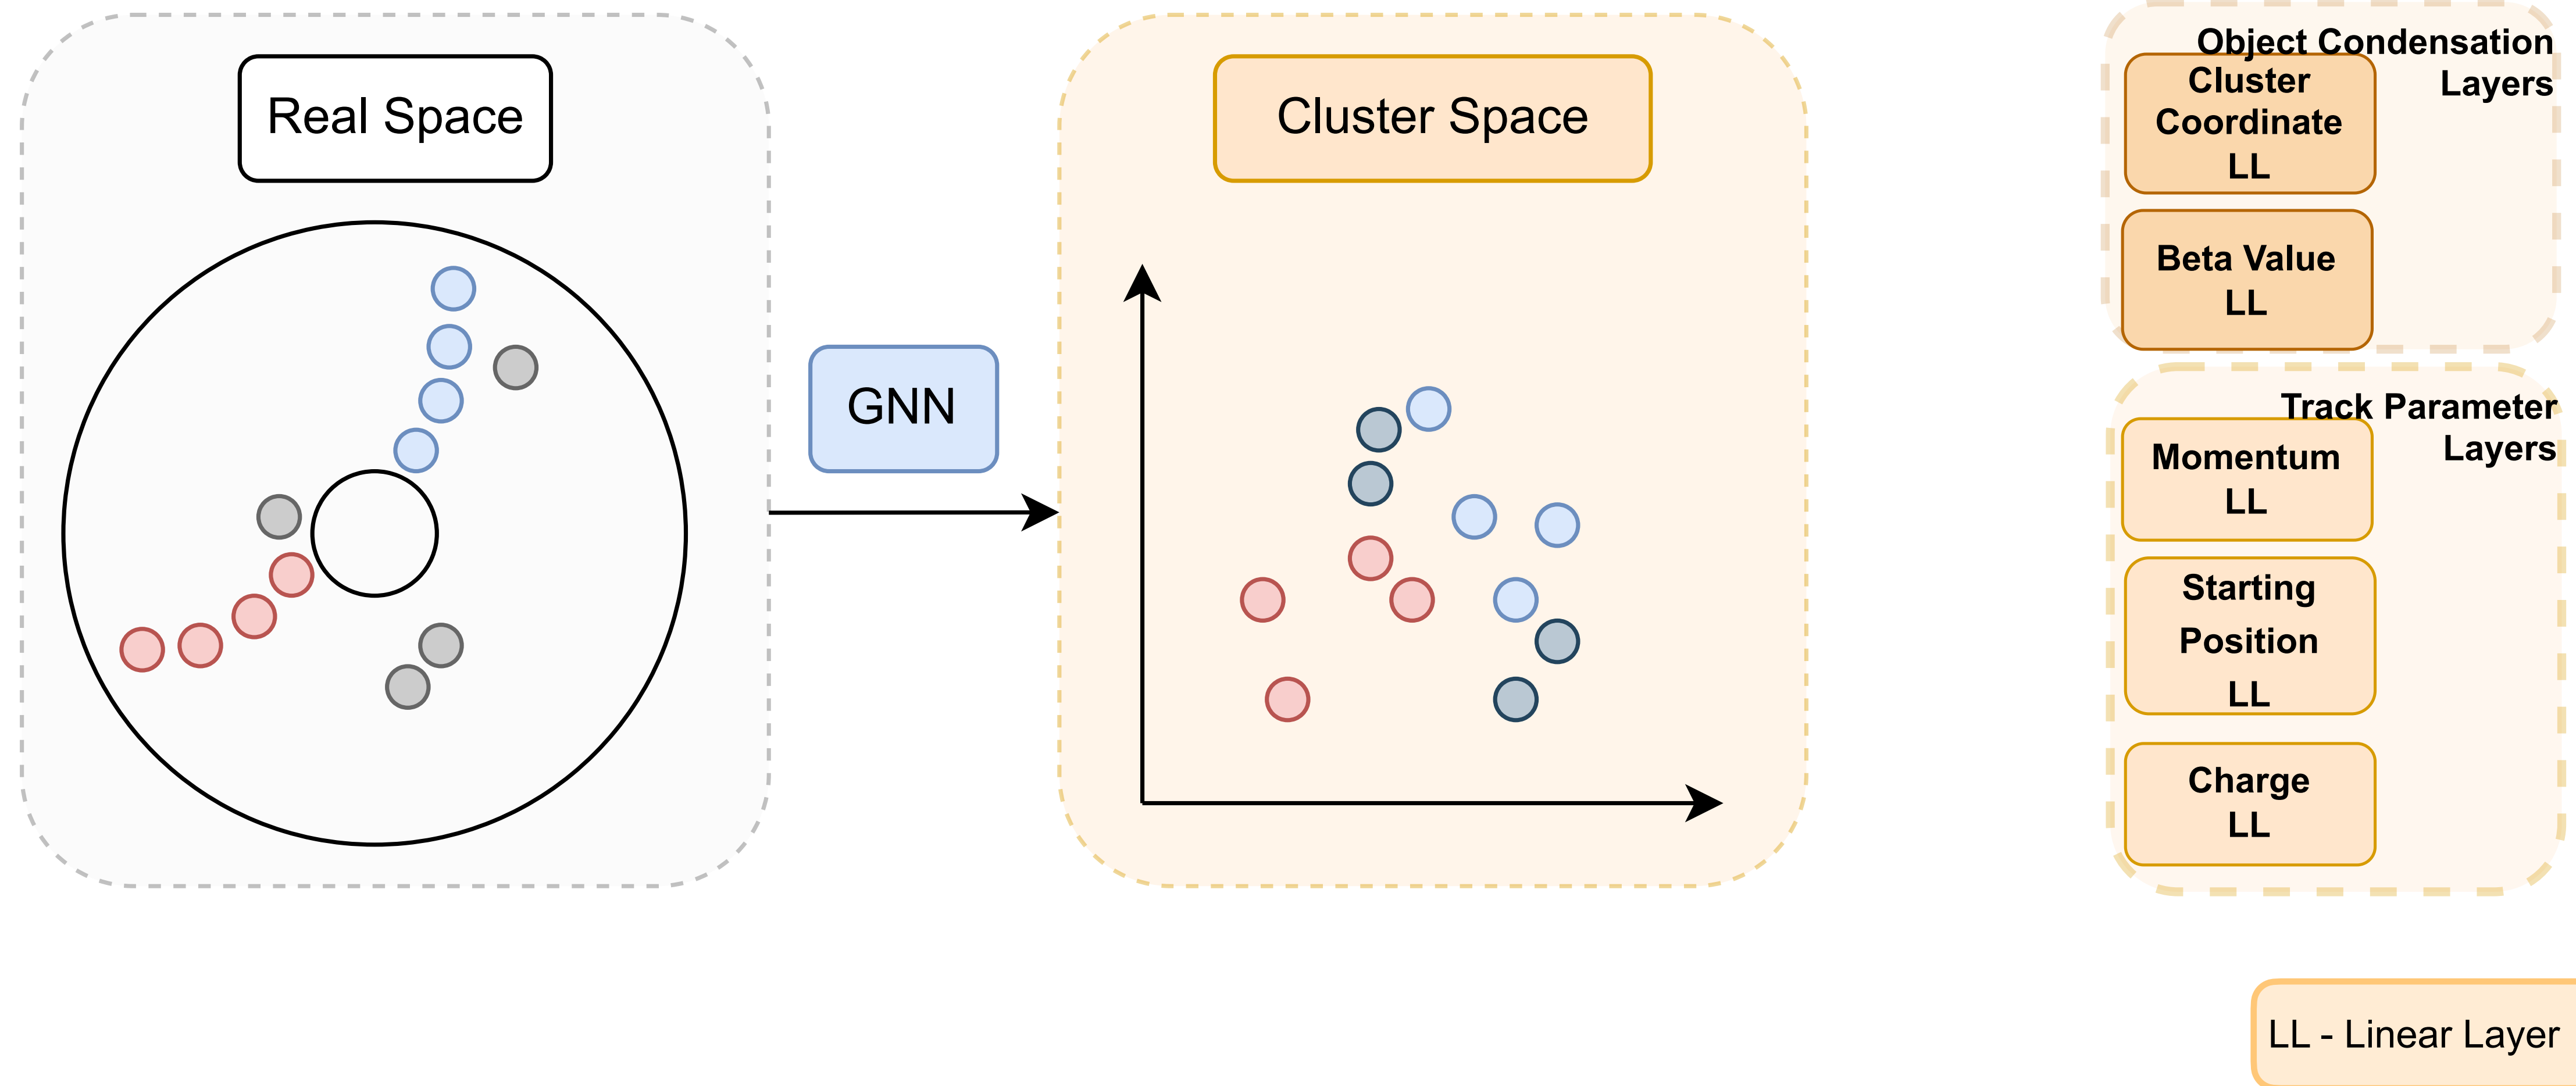 Real Space
GNN
Cluster Space
Object Condensation
Layers
Cluster
Coordinate
LL
Beta Value
LL
Track Parameter
Layers
Momentum
LL
Starting
Position
LL
Charge
LL
LL - Linear Layer